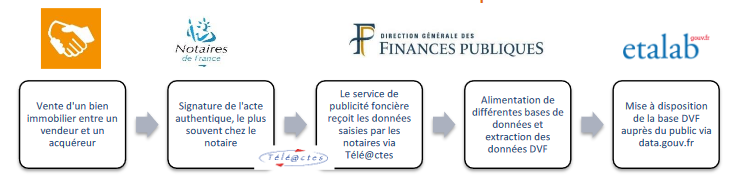 Notaires
de France
DIRECTION GÉNÉRALE DES
FINANCES PUBLIQUES
etalab
gouv.fr
Vente d'un bien
immobilier entre un
vendeur et un
acquéreur
Signature de l'acte
authentique, le plus
souvent chez le
notaire
Télé@ctes
Le service de
publicité foncière
reçoit les données
saisies par les
notaires via
Télé@ctes
Alimentation de
différentes bases de
données et
extraction des
données DVF
Mise à disposition
de la base DVF
auprès du public via
data.gouv.fr